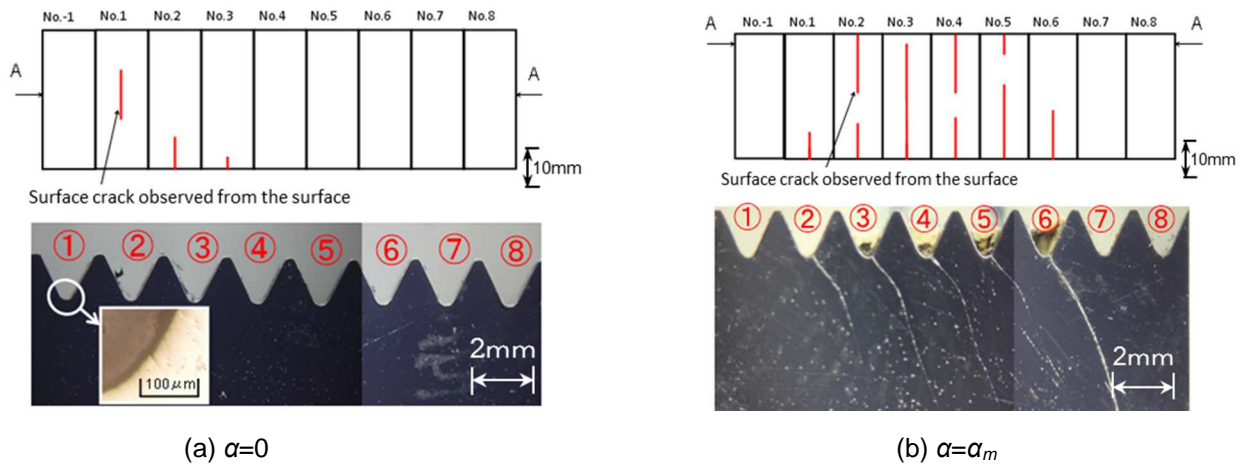 No.-1 No.1 No.2 No.3 No.4 No.5 No.6 No.7 No.8
A
A
10mm
Surface crack observed from the surface
① ② ③ ④ ⑤ ⑥ ⑦ ⑧
2mm
100μm
(a) α=0
No.-1 No.1 No.2 No.3 No.4 No.5 No.6 No.7 No.8
A
A
10mm
Surface crack observed from the surface
① ② ③ ④ ⑤ ⑥ ⑦ ⑧
2mm
(b) α=αm